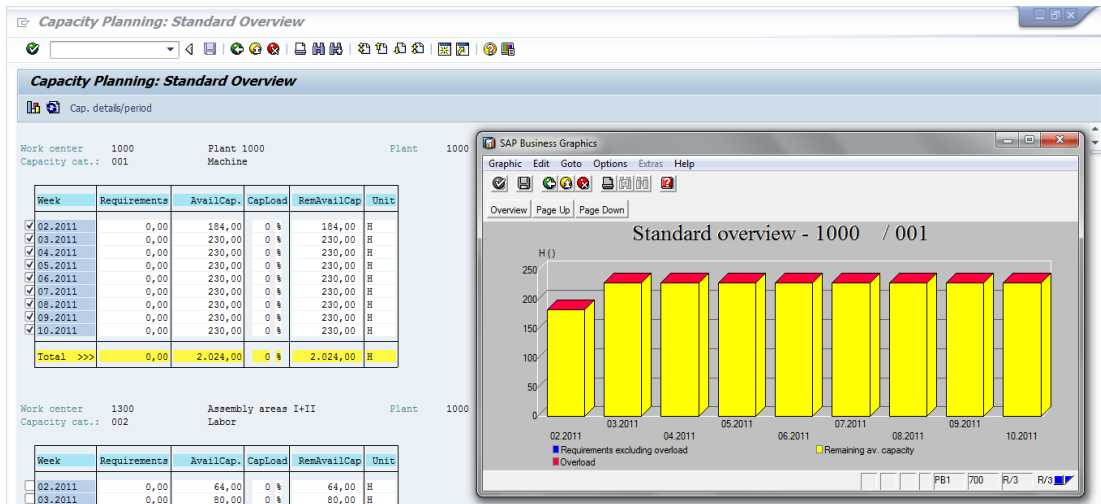 Capacity Planning: Standard Overview
Capacity Planning: Standard Overview
Cap. details/period
Work center 1000 Plant 1000 Plant 1000
Capacity cat.: 001 Machine
Week Requirements AvailCap. CapLoad RemAvailCap Unit
02.2011 0,00 184,00 0 % 184,00 H
03.2011 0,00 230,00 0 % 230,00 H
04.2011 0,00 230,00 0 % 230,00 H
05.2011 0,00 230,00 0 % 230,00 H
06.2011 0,00 230,00 0 % 230,00 H
07.2011 0,00 230,00 0 % 230,00 H
08.2011 0,00 230,00 0 % 230,00 H
09.2011 0,00 230,00 0 % 230,00 H
10.2011 0,00 230,00 0 % 230,00 H
Total >>> 0,00 2.024,00 0 % 2.024,00 H
Work center 1300 Assembly areas I+II Plant 1000
Capacity cat.: 002 Labor
Week Requirements AvailCap. CapLoad RemAvailCap Unit
02.2011 0,00 64,00 0 % 64,00 H
03.2011 0,00 80,00 0 % 80,00 H
SAP Business Graphics
Graphic Edit Goto Options Extras Help
Overview Page Up Page Down
Standard overview - 1000 / 001
H ()
250
200
150
100
50
0
03.2011 05.2011 07.2011 09.2011
02.2011 04.2011 06.2011 08.2011 10.2011
Requirements excluding overload Remaining av. capacity
Overload
PB1 700 R/3 R/3